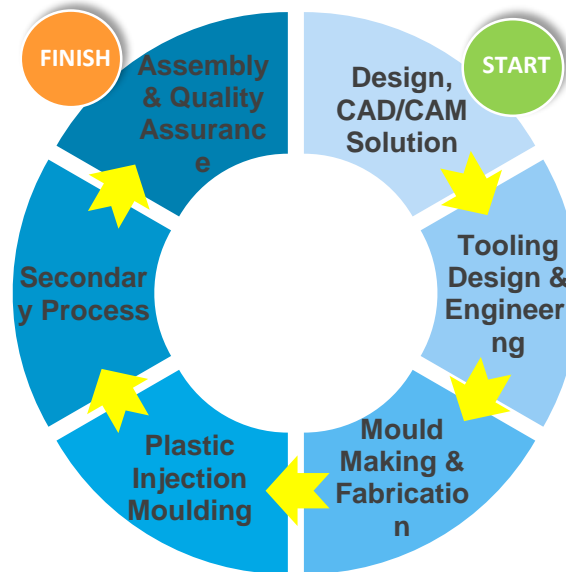 START
Design,
CAD/CAM
Solution
Tooling
Design &
Engineeri
ng
Mould
Making &
Fabricatio
n
Plastic
Injection
Moulding
Secondar
y Process
Assembly
& Quality
Assuranc
e
FINISH